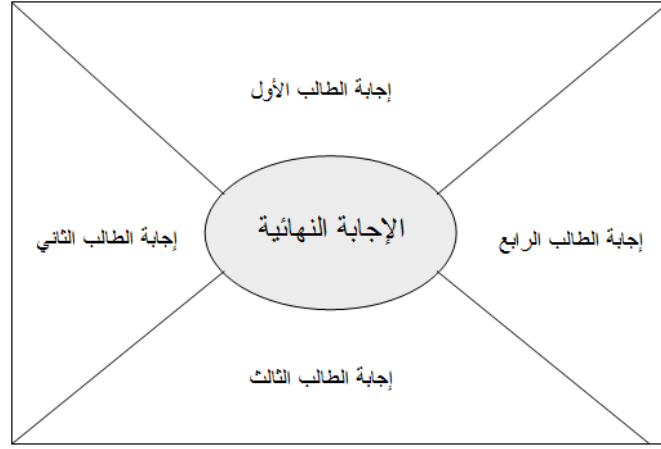 إجابة الطالب الأول
الإجابة النهائية
إجابة الطالب الرابع
إجابة الطالب الثاني
إجابة الطالب الثالث